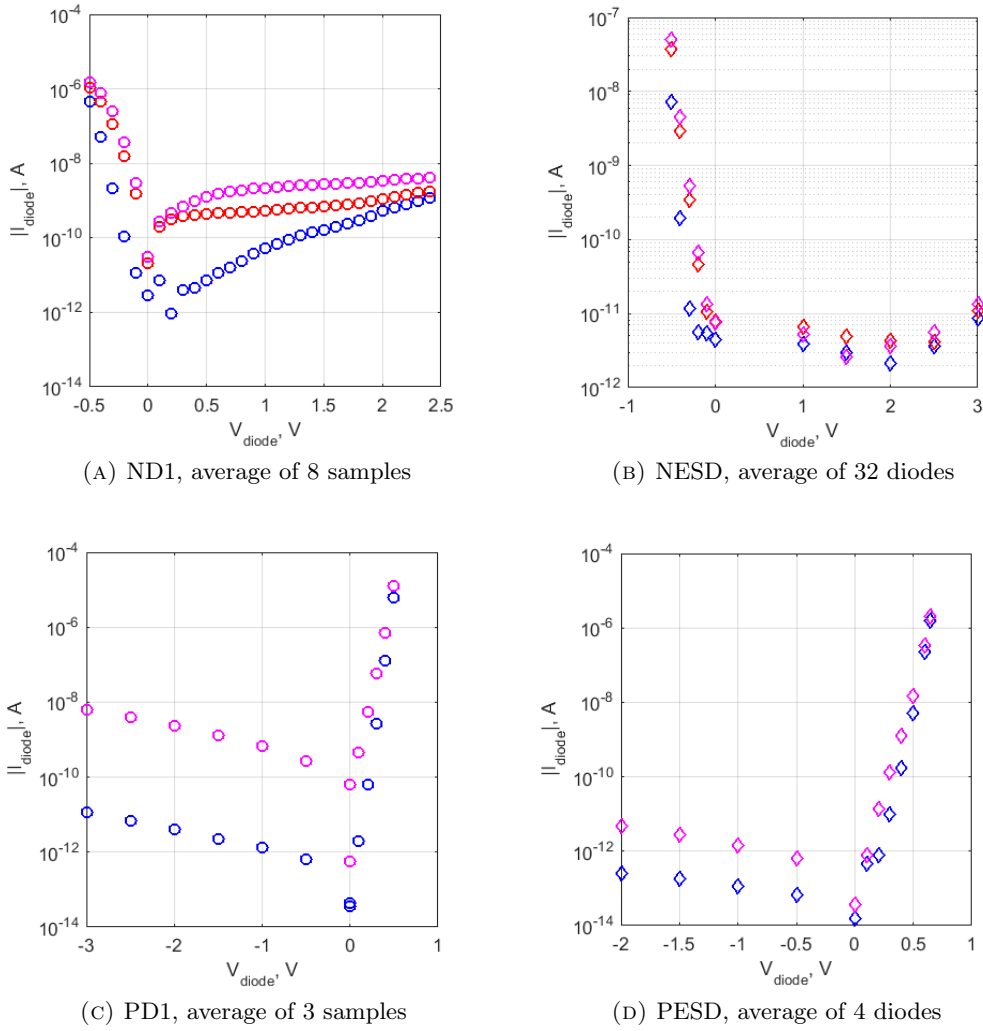 10^-4
10^-6
10^-8
10^-10
10^-12
10^-14
||I_diode|, A
-0.5 0 0.5 1 1.5 2 2.5
V_diode, V
(A) ND1, average of 8 samples
10^-7
10^-8
10^-9
10^-10
10^-11
10^-12
||I_diode|, A
-1 0 1 2 3
V_diode, V
(B) NESD, average of 32 diodes
10^-4
10^-6
10^-8
10^-10
10^-12
10^-14
||I_diode|, A
-3 -2 -1 0 1
V_diode, V
(C) PD1, average of 3 samples
10^-4
10^-6
10^-8
10^-10
10^-12
10^-14
||I_diode|, A
-2 -1.5 -1 -0.5 0 0.5 1
V_diode, V
(D) PESD, average of 4 diodes